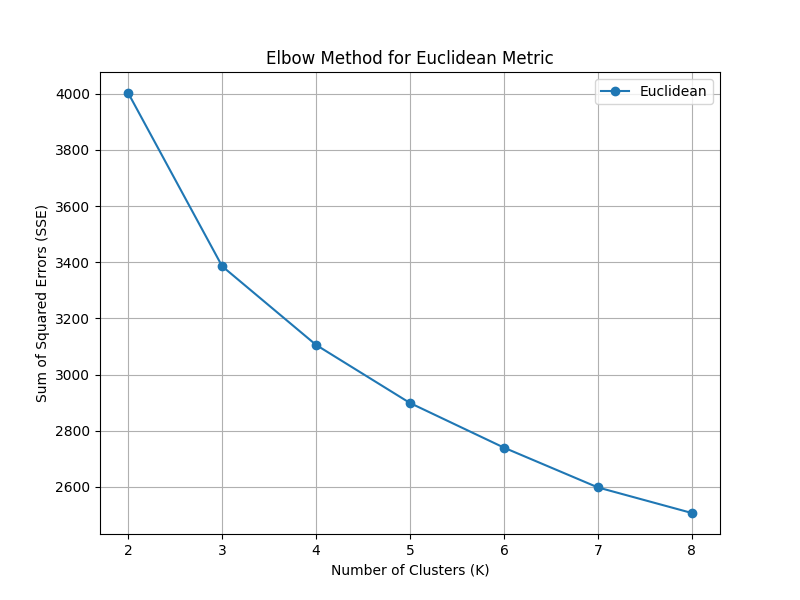 Elbow Method for Euclidean Metric
Euclidean
4000
3800
3600
3400
3200
3000
2800
2600
Sum of Squared Errors (SSE)
2 3 4 5 6 7 8
Number of Clusters (K)